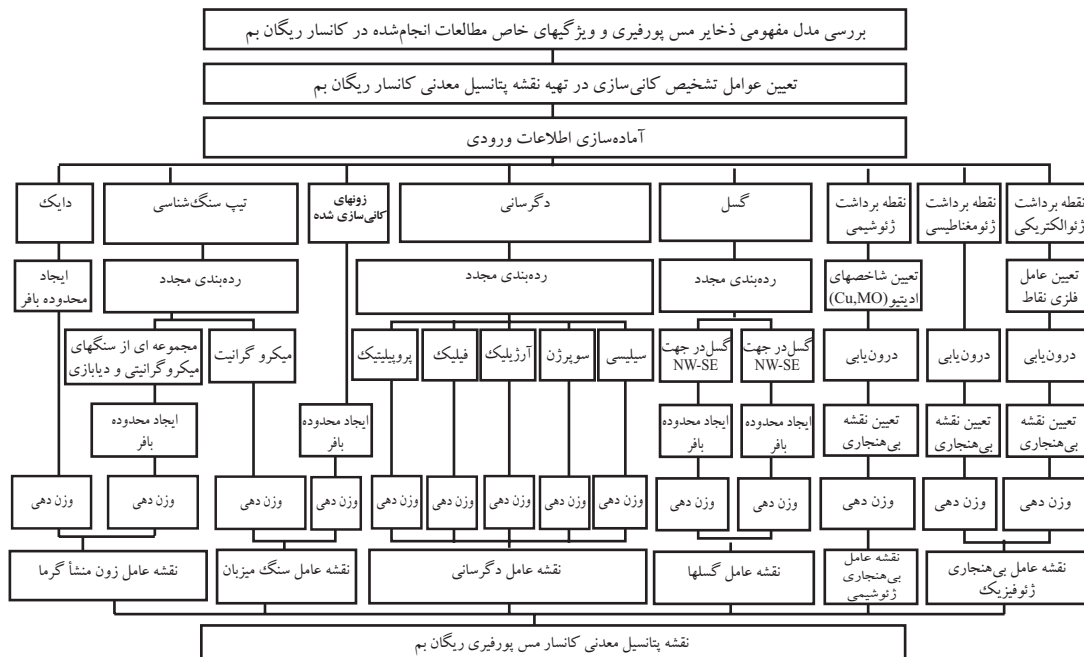 بررسی مدل مفهومی ذخایر مس پورفیری و ویژگیهای خاص مطالعات انجام‌شده در کانسار ریگان بم
تعیین عوامل تشخیص کانی‌سازی در تهیه نقشه پتانسیل معدنی کانسار ریگان بم
آماده‌سازی اطلاعات ورودی
نقطه برداشت
ژئوالکتریکی
نقطه برداشت
ژئومغناطیسی
نقطه برداشت
ژئوشیمی
گسل
دگرسانی
زونهای
کانی‌سازی شده
تیپ سنگ‌شناسی
دایک
تعیین عامل
فلزی نقاط
تعیین شاخصهای
ادیتیو(Cu,MO)
رده‌بندی مجدد
رده‌بندی مجدد
رده‌بندی مجدد
ایجاد
محدوده بافر
درون‌یابی
درون‌یابی
درون‌یابی
گسل‌در جهت
NW-SE
گسل‌در جهت
NW-SE
سیلیسی
سوپرژن
آرژیلیک
فیلیک
پروپیلیتیک
میکرو گرانیت
مجموعه ای از سنگهای
میکروگرانیتی و دیابازی
تعیین نقشه
بی‌هنجاری
تعیین نقشه
بی‌هنجاری
تعیین نقشه
بی‌هنجاری
ایجاد محدوده
بافر
ایجاد محدوده
بافر
ایجاد محدوده
بافر
ایجاد محدوده
بافر
وزن دهی
وزن دهی
وزن دهی
وزن دهی
وزن دهی
وزن دهی
وزن دهی
وزن دهی
وزن دهی
وزن دهی
وزن دهی
وزن دهی
وزن دهی
وزن دهی
نقشه عامل بی‌هنجاری
ژئوفیزیک
نقشه عامل
بی‌هنجاری
ژئوشیمی
نقشه عامل گسلها
نقشه عامل دگرسانی
نقشه عامل سنگ میزبان
نقشه عامل زون منشأ گرما
نقشه پتانسیل معدنی کانسار مس پورفیری ریگان بم